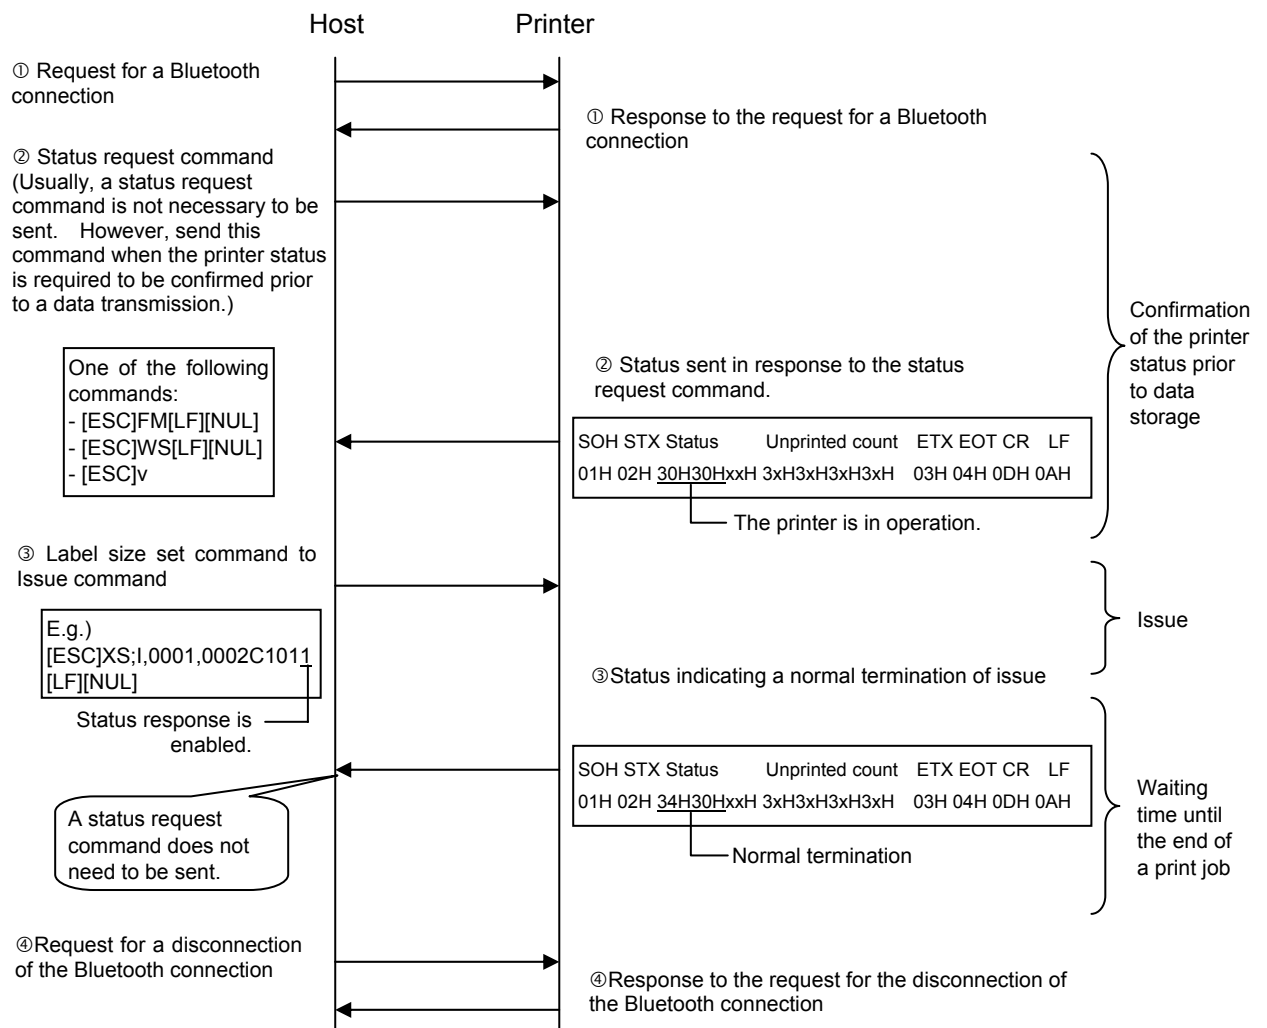 Host Printer
① Request for a Bluetooth
connection
① Response to the request for a Bluetooth
connection
② Status request command
(Usually, a status request
command is not necessary to be
sent. However, send this
command when the printer status
is required to be confirmed prior
to a data transmission.)
One of the following
commands:
- [ESC]FM[LF][NUL]
- [ESC]WS[LF][NUL]
- [ESC]v
② Status sent in response to the status
request command.
SOH STX Status Unprinted count ETX EOT CR LF
01H 02H 30H30HxxH 3xH3xH3xH3xH 03H 04H 0DH 0AH
The printer is in operation.
Confirmation
of the printer
status prior
to data
storage
③ Label size set command to
Issue command
E.g.)
[ESC]XS;I,0001,0002C1011
[LF][NUL]
Status response is
enabled.
Issue
③Status indicating a normal termination of issue
SOH STX Status Unprinted count ETX EOT CR LF
01H 02H 34H30HxxH 3xH3xH3xH3xH 03H 04H 0DH 0AH
Normal termination
A status request
command does not
need to be sent.
Waiting
time until
the end of
a print job
④Request for a disconnection
of the Bluetooth connection
④Response to the request for the disconnection of
the Bluetooth connection